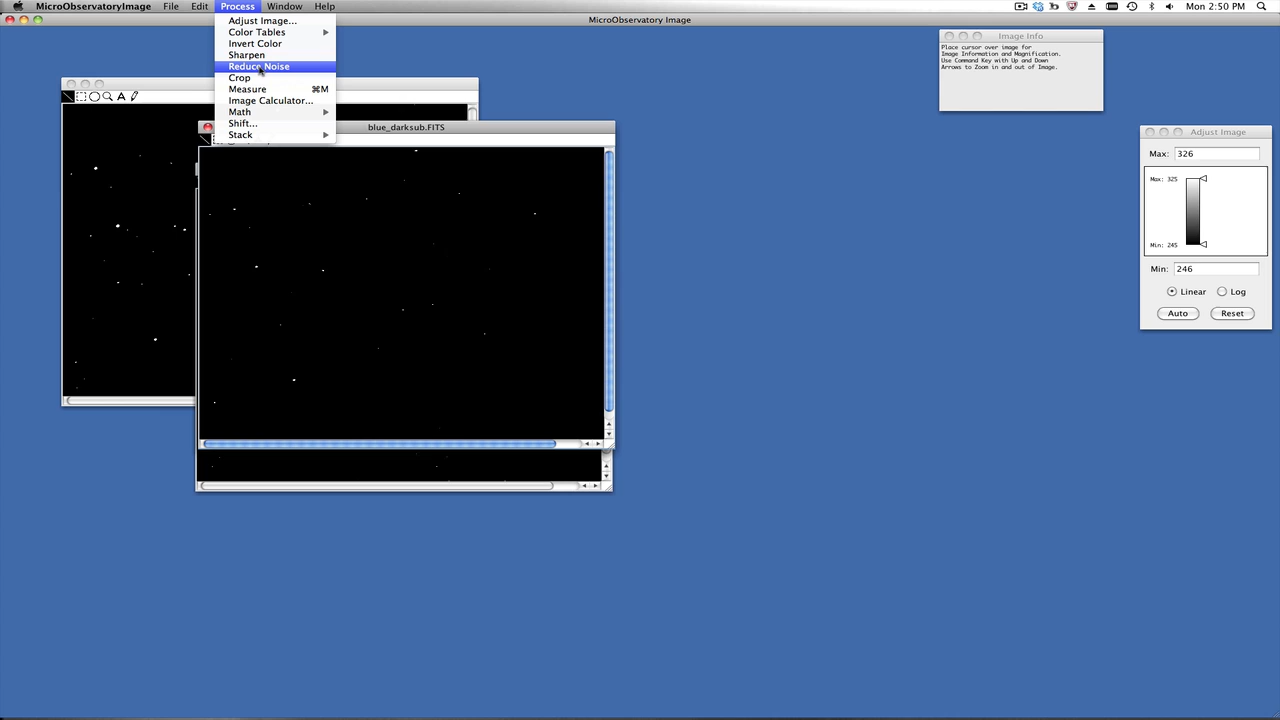 MicroObservatoryImage File Edit Process Window Help Mon 2:50 PM
MicroObservatory Image
Adjust Image...
Color Tables
Invert Color
Sharpen
Reduce Noise
Crop
Measure ⌘M
Image Calculator...
Math
Shift...
Stack
A
blue_darksub.FITS
Image Info
Place cursor over image for
Image Information and Magnification.
Use Command Key with Up and Down
Arrows to Zoom in and out of Image.
Adjust Image
Max: 326
Max: 325
Min: 245
Min: 246
Linear Log
Auto Reset